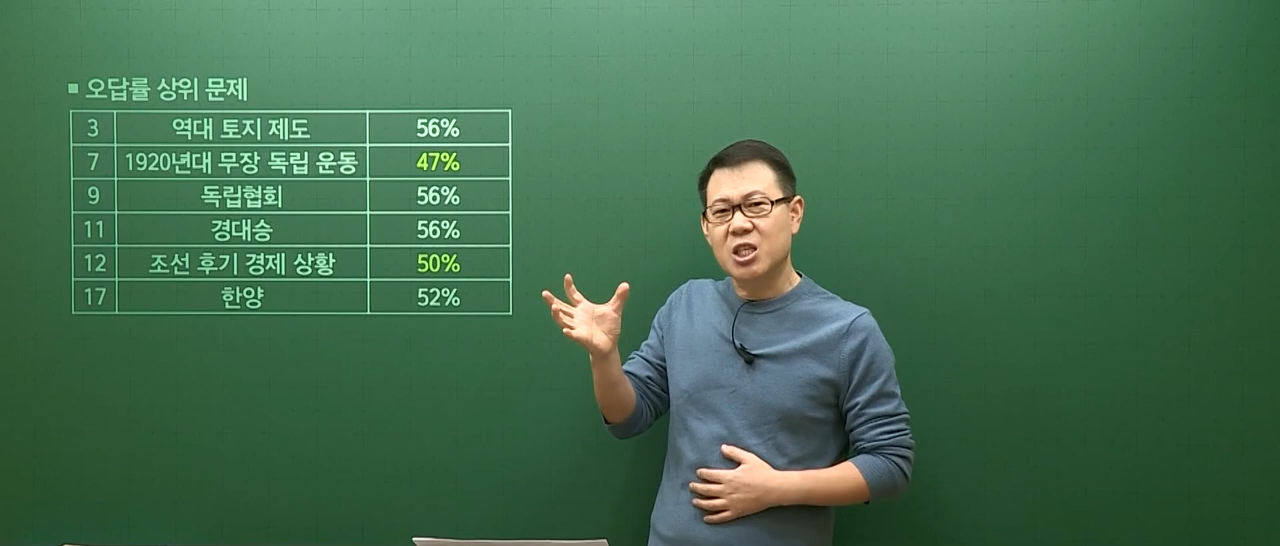 ■ 오답률 상위 문제
3 역대 토지 제도 56%
7 1920년대 무장 독립 운동 47%
9 독립협회 56%
11 경대승 56%
12 조선 후기 경제 상황 50%
17 한양 52%